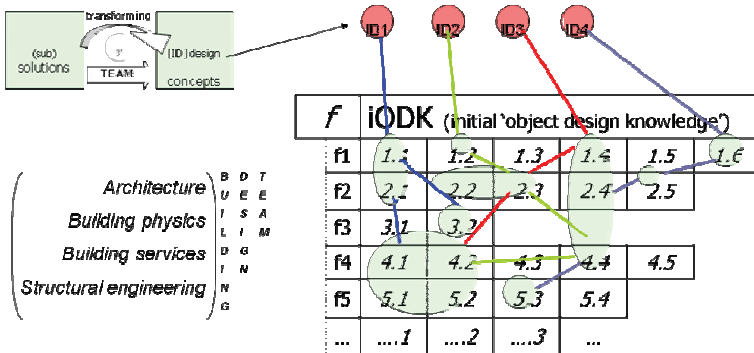 transforming
(sub)
solutions
3'
TEAM
[ID]design
concepts
ID1 ID2 ID3 ID4
f iODK (initial 'object design knowledge')
f1 1.1 1.2 1.3 1.4 1.5 1.6
f2 2.1 2.2 2.3 2.4 2.5
f3 3.1 3.2
f4 4.1 4.2 4.3 4.4 4.5
f5 5.1 5.2 5.3 5.4
... ....1 ....2 ....3 ...
Architecture
Building physics
Building services
Structural engineering
BUILDING
DESIGN
TEAM